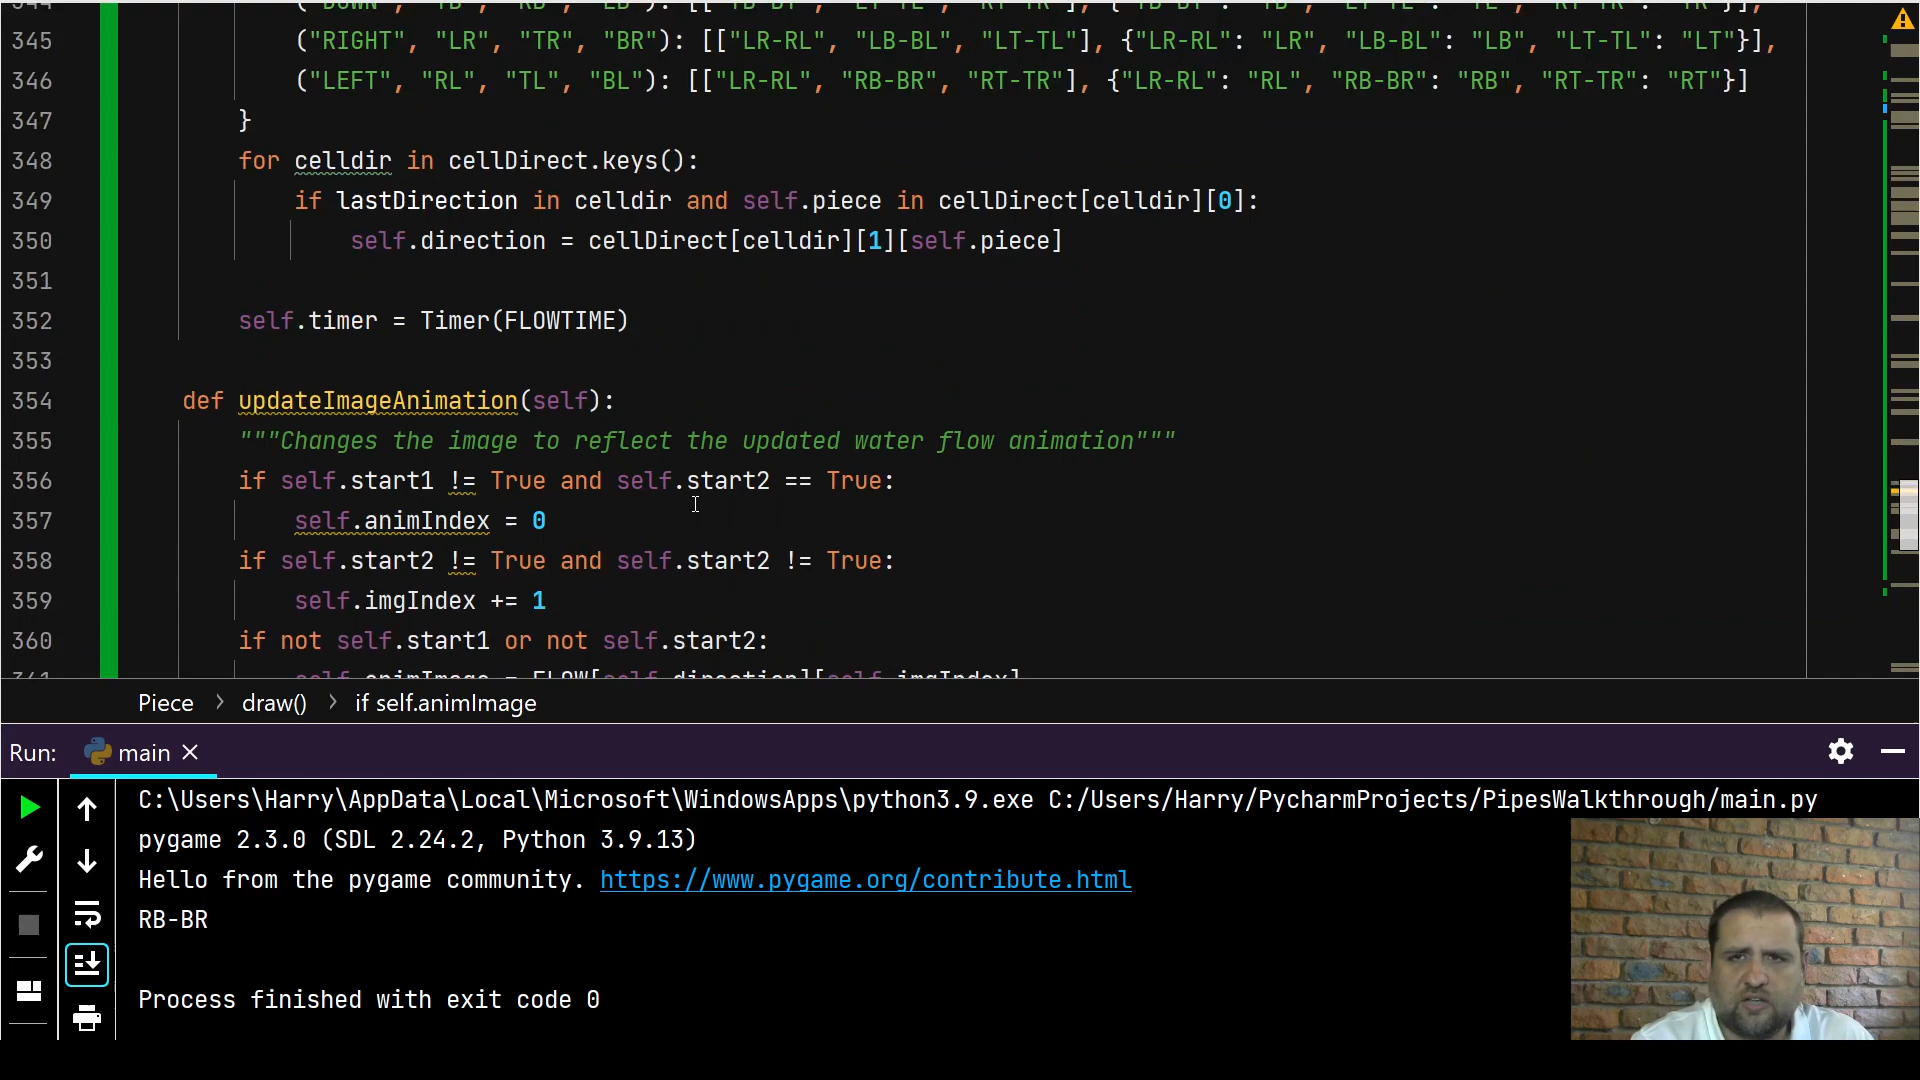 345 ("RIGHT", "LR", "TR", "BR"): [["LR-RL", "LB-BL", "LT-TL"], {"LR-RL": "LR", "LB-BL": "LB", "LT-TL": "LT"}],
346 ("LEFT", "RL", "TL", "BL"): [["LR-RL", "RB-BR", "RT-TR"], {"LR-RL": "RL", "RB-BR": "RB", "RT-TR": "RT"}]
347 }
348 for celldir in cellDirect.keys():
349 if lastDirection in celldir and self.piece in cellDirect[celldir][0]:
350 self.direction = cellDirect[celldir][1][self.piece]
351
352 self.timer = Timer(FLOWTIME)
353
354 def updateImageAnimation(self):
355 """Changes the image to reflect the updated water flow animation"""
356 if self.start1 != True and self.start2 == True:
357 self.animIndex = 0
358 if self.start2 != True and self.start2 != True:
359 self.imgIndex += 1
360 if not self.start1 or not self.start2:
361 self.animImage = FLOW[self.direction][self.imgIndex]
Piece > draw() > if self.animImage
Run: main
C:\Users\Harry\AppData\Local\Microsoft\WindowsApps\python3.9.exe C:/Users/Harry/PycharmProjects/PipesWalkthrough/main.py
pygame 2.3.0 (SDL 2.24.2, Python 3.9.13)
Hello from the pygame community. https://www.pygame.org/contribute.html
RB-BR
Process finished with exit code 0